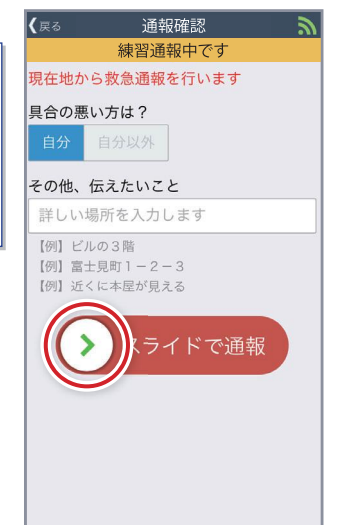 戻る
通報確認
練習通報中です
現在地から救急通報を行います
具合の悪い方は？
自分
自分以外
その他、伝えたいこと
詳しい場所を入力します
【例】ビルの３階
【例】富士見町１－２－３
【例】近くに本屋が見える
スライドで通報